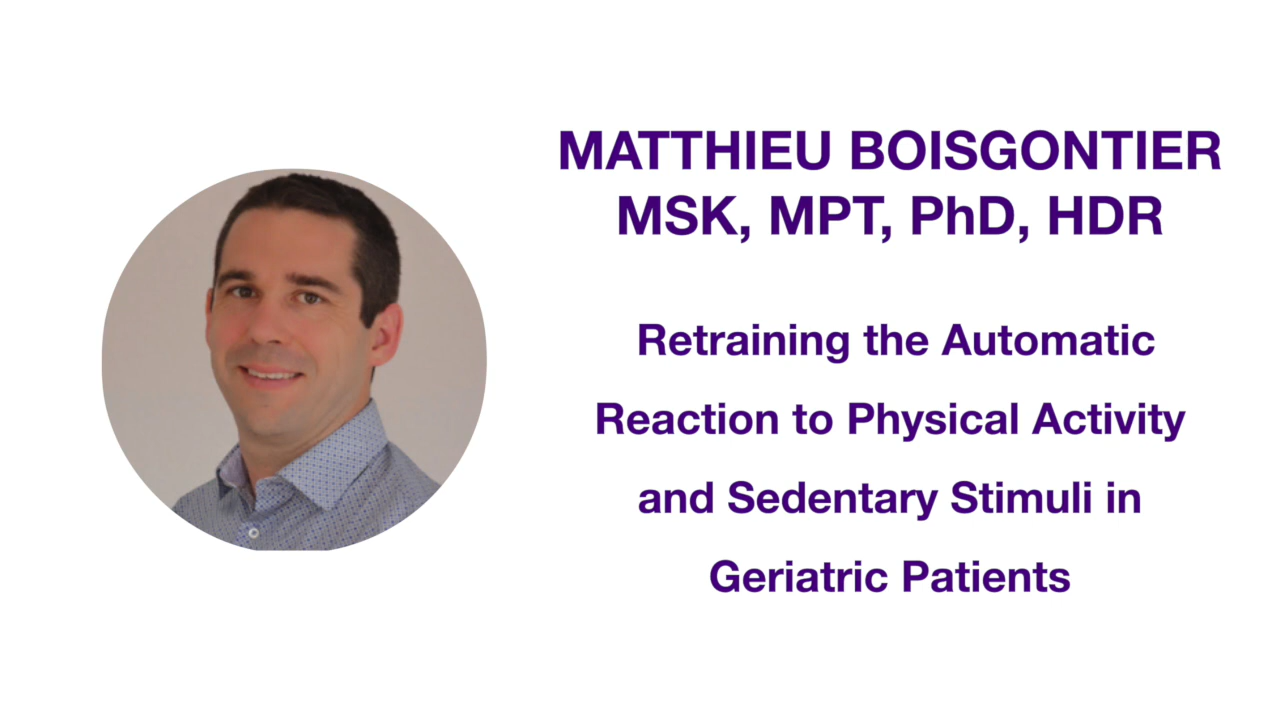 MATTHIEU BOISGONTIER
MSK, MPT, PhD, HDR
Retraining the Automatic
Reaction to Physical Activity
and Sedentary Stimuli in
Geriatric Patients